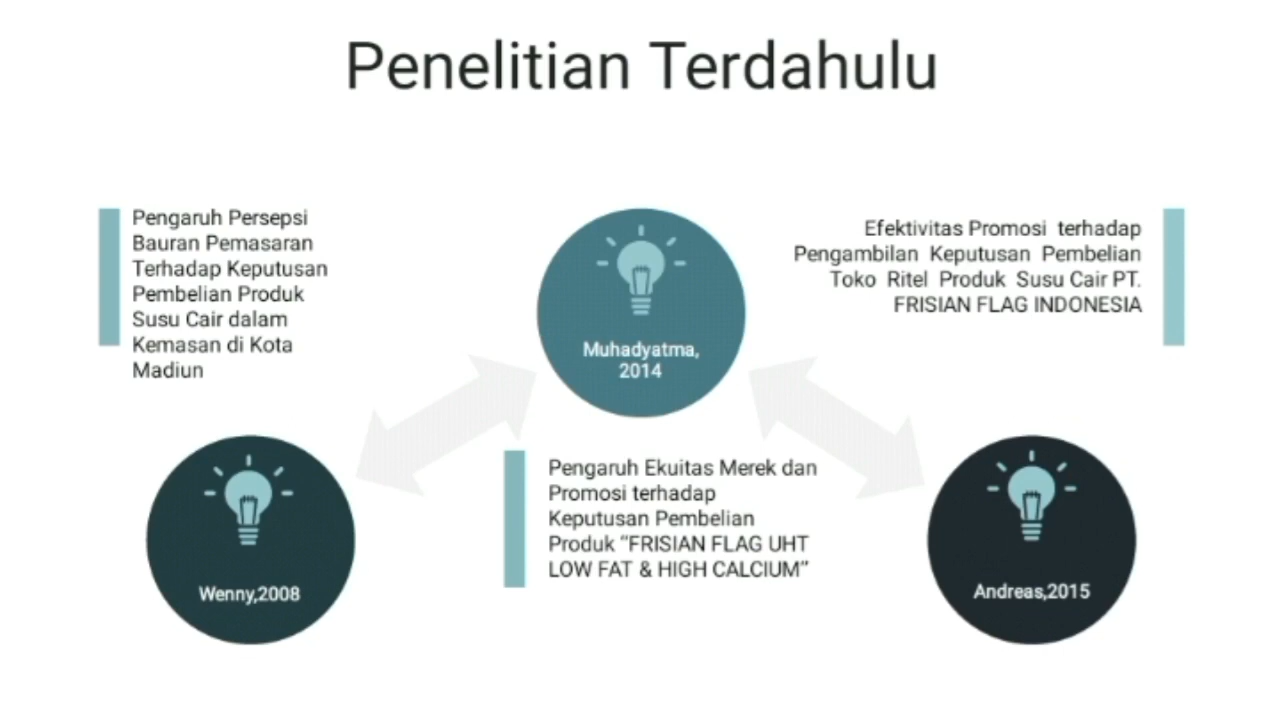 Penelitian Terdahulu
Pengaruh Persepsi
Bauran Pemasaran
Terhadap Keputusan
Pembelian Produk
Susu Cair dalam
Kemasan di Kota
Madiun
Wenny,2008
Muhadyatma,
2014
Pengaruh Ekuitas Merek dan
Promosi terhadap
Keputusan Pembelian
Produk “FRISIAN FLAG UHT
LOW FAT & HIGH CALCIUM”
Efektivitas Promosi terhadap
Pengambilan Keputusan Pembelian
Toko Ritel Produk Susu Cair PT.
FRISIAN FLAG INDONESIA
Andreas,2015